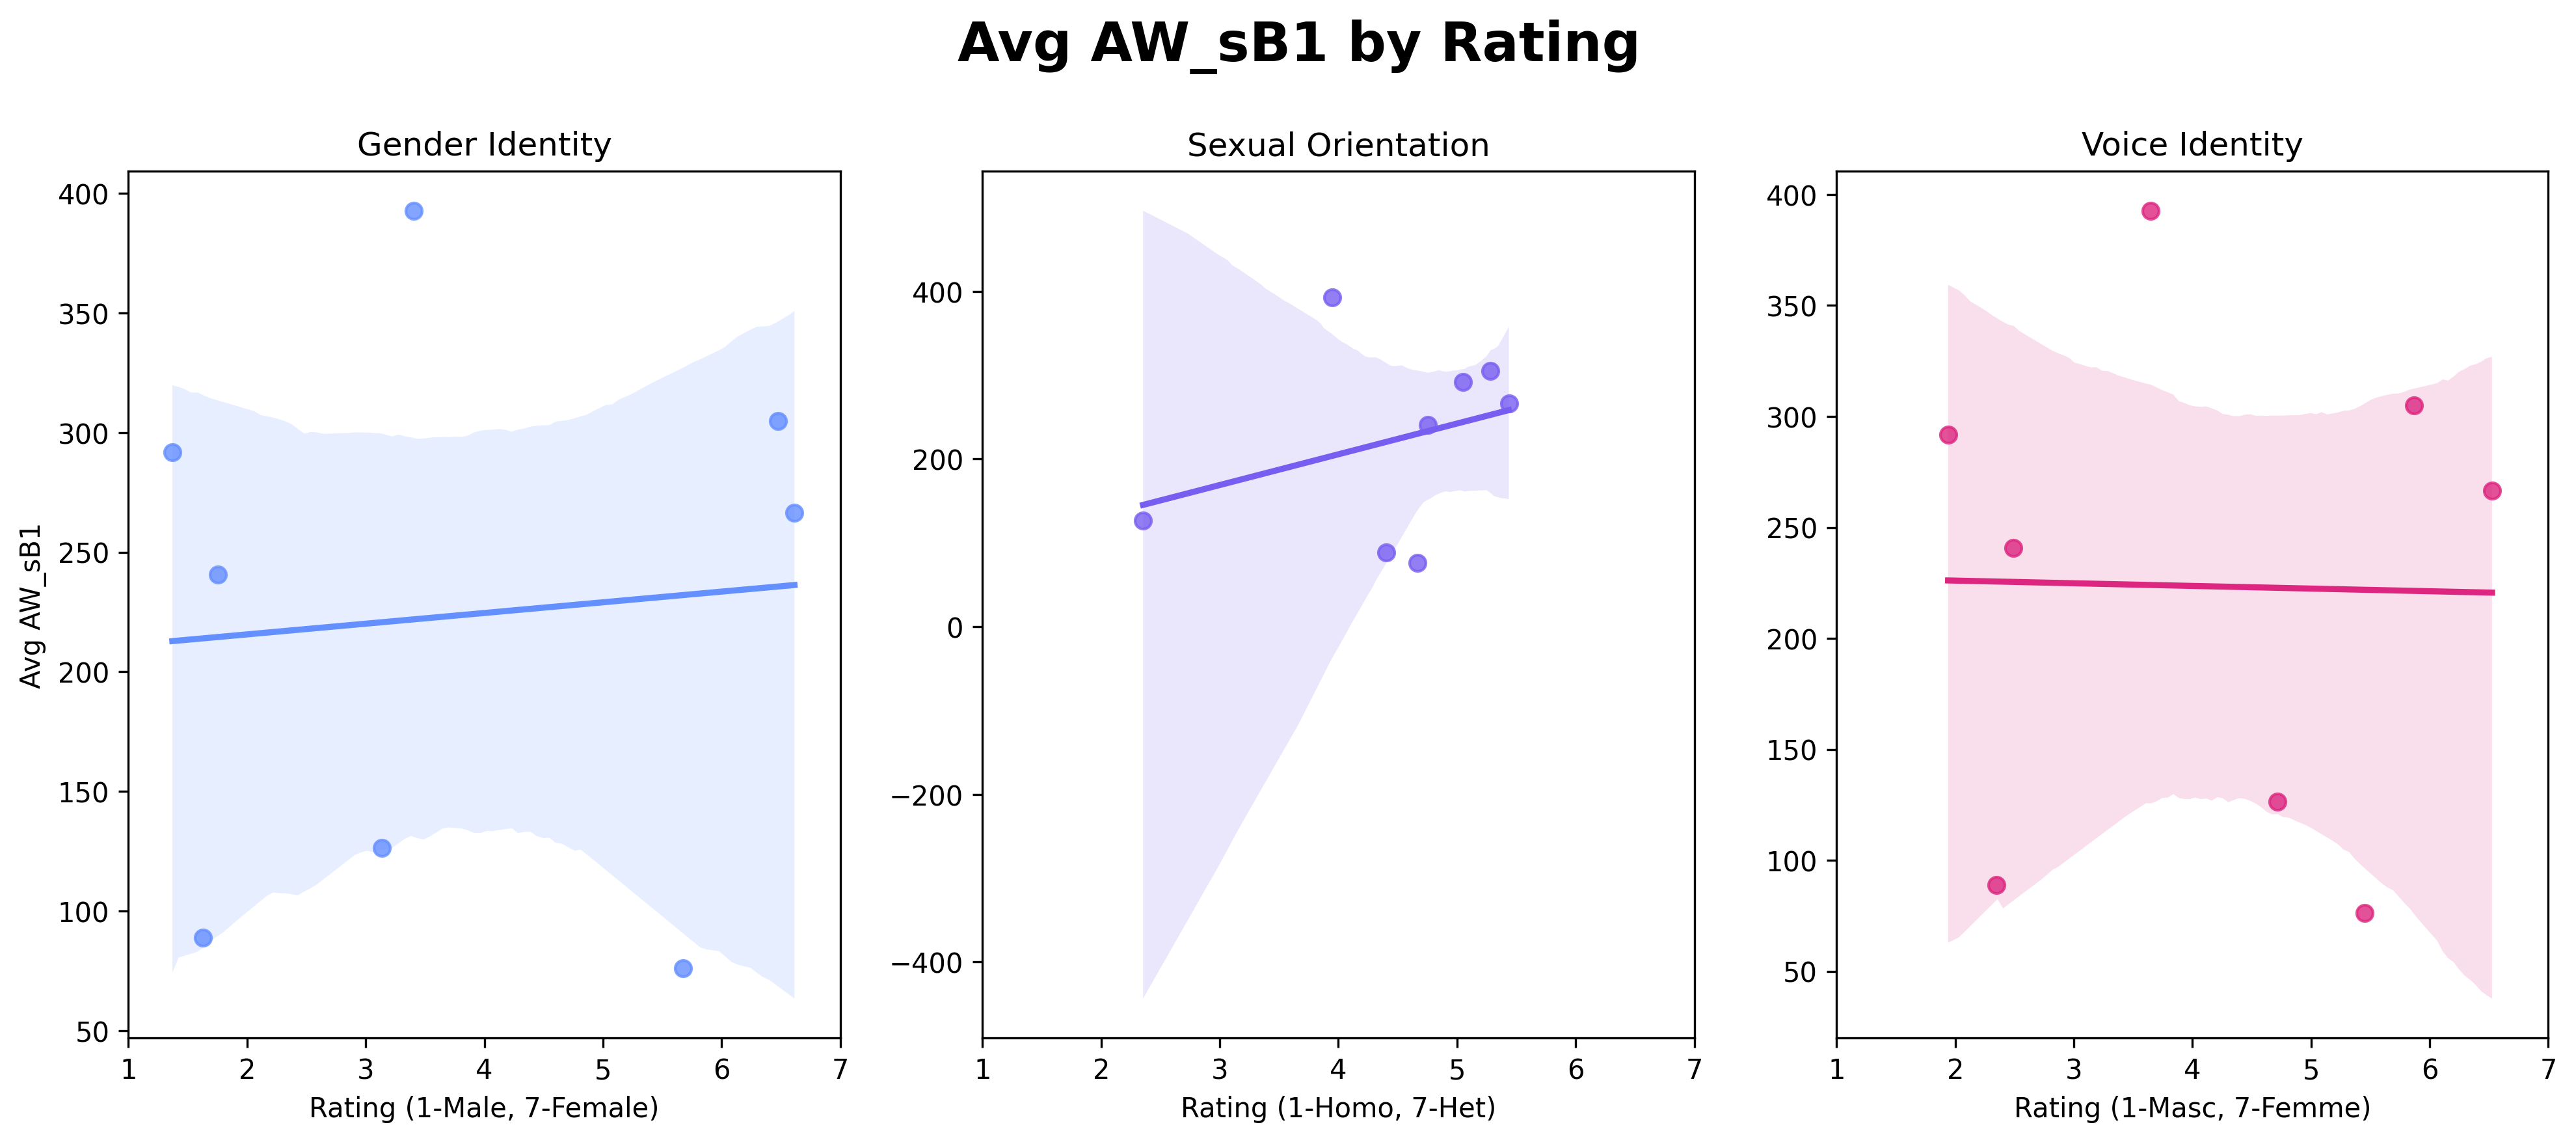 Avg AW_sB1 by Rating
Gender Identity
Sexual Orientation
Voice Identity
Avg AW_sB1
400
350
300
250
200
150
100
50
1 2 3 4 5 6 7
Rating (1-Male, 7-Female)
400
200
0
−200
−400
1 2 3 4 5 6 7
Rating (1-Homo, 7-Het)
400
350
300
250
200
150
100
50
1 2 3 4 5 6 7
Rating (1-Masc, 7-Femme)